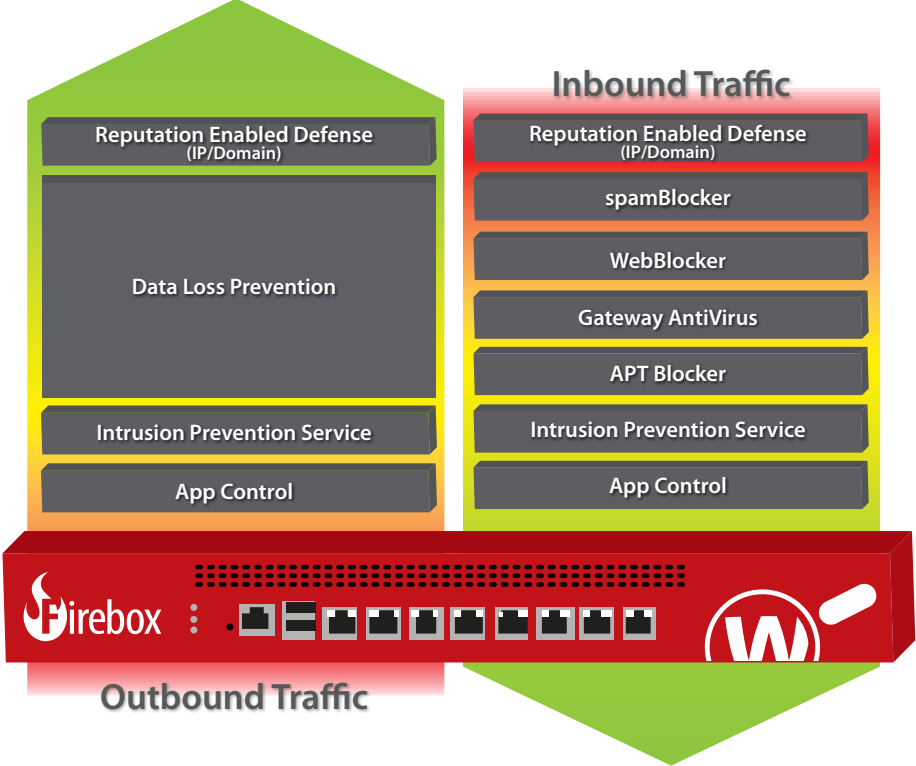 Reputation Enabled Defense
(IP/Domain)
Data Loss Prevention
Intrusion Prevention Service
App Control
Inbound Traffic
Reputation Enabled Defense
(IP/Domain)
spamBlocker
WebBlocker
Gateway AntiVirus
APT Blocker
Intrusion Prevention Service
App Control
Firebox
W
Outbound Traffic